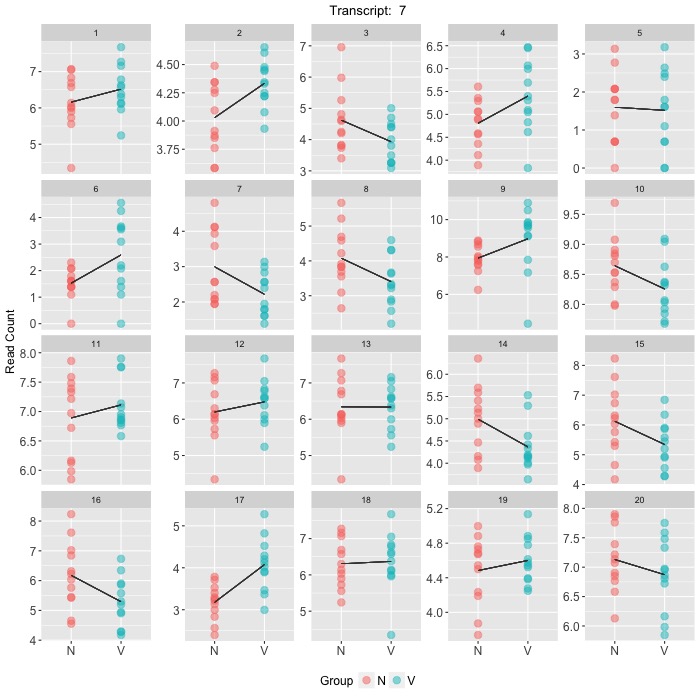 Transcript: 7
1 2 3 4 5
7 6 5
4.50 4.25 4.00 3.75
7 6 5 4 3
6.5 6.0 5.5 5.0 4.5 4.0
3 2 1 0
6 7 8 9 10
4 3 2 1 0
4 3 2
5 4 3
10 8 6
9.5 9.0 8.5 8.0
Read Count
11 12 13 14 15
8.0 7.5 7.0 6.5 6.0
7 6 5
7 6 5
6.0 5.5 5.0 4.5 4.0
8 7 6 5 4
16 17 18 19 20
8 7 6 5 4
5 4 3
7 6 5
5.2 4.8 4.4 4.0
8.0 7.5 7.0 6.5 6.0
N V N V N V N V N V
Group N V